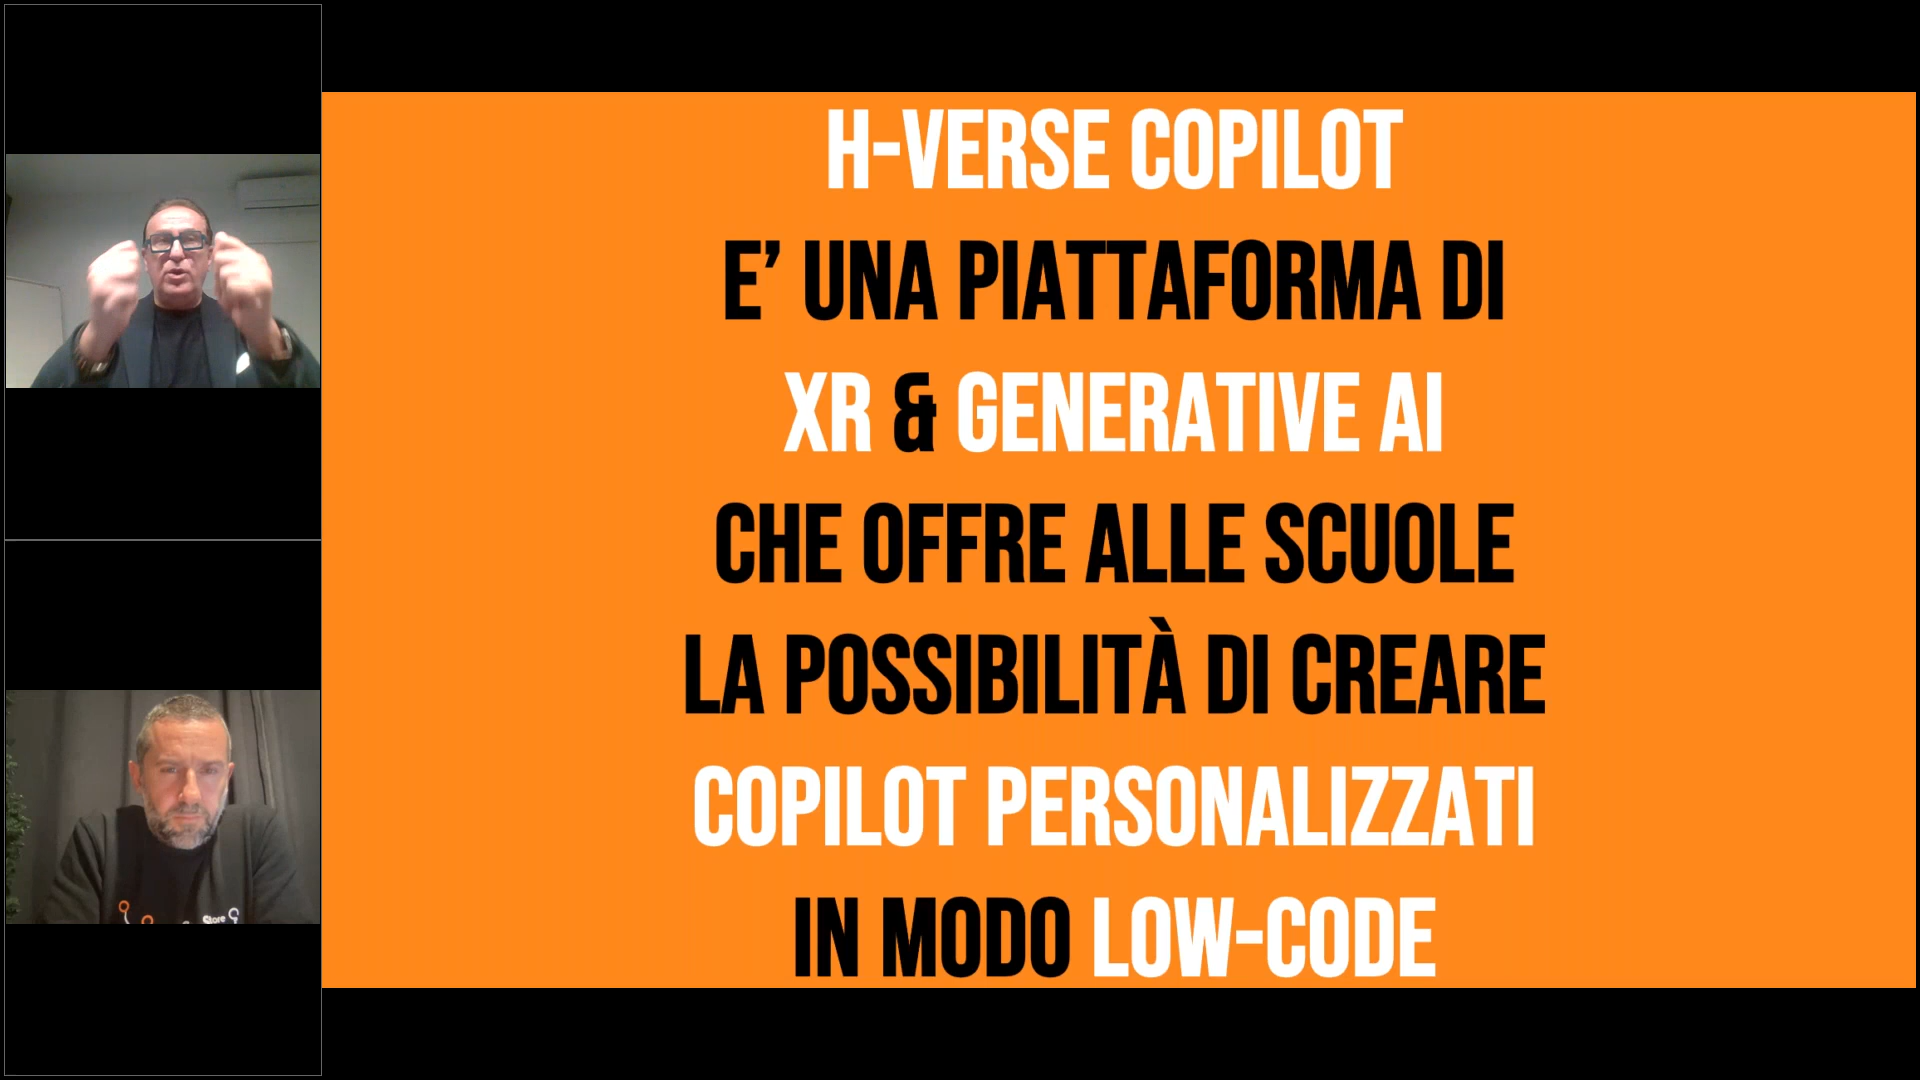 H-VERSE COPILOT
E’ UNA PIATTAFORMA DI
XR & GENERATIVE AI
CHE OFFRE ALLE SCUOLE
LA POSSIBILITÀ DI CREARE
COPILOT PERSONALIZZATI
IN MODO LOW-CODE
Store